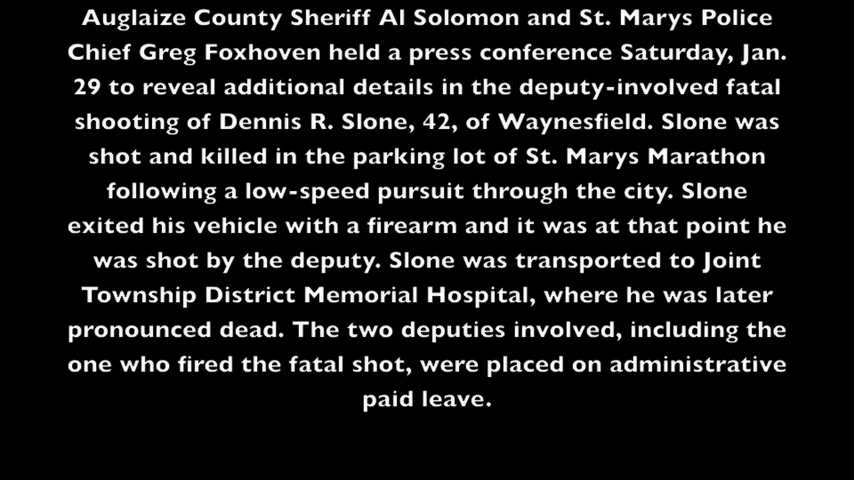 Auglaize County Sheriff Al Solomon and St. Marys Police
Chief Greg Foxhoven held a press conference Saturday, Jan.
29 to reveal additional details in the deputy-involved fatal
shooting of Dennis R. Slone, 42, of Waynesfield. Slone was
shot and killed in the parking lot of St. Marys Marathon
following a low-speed pursuit through the city. Slone
exited his vehicle with a firearm and it was at that point he
was shot by the deputy. Slone was transported to Joint
Township District Memorial Hospital, where he was later
pronounced dead. The two deputies involved, including the
one who fired the fatal shot, were placed on administrative
paid leave.